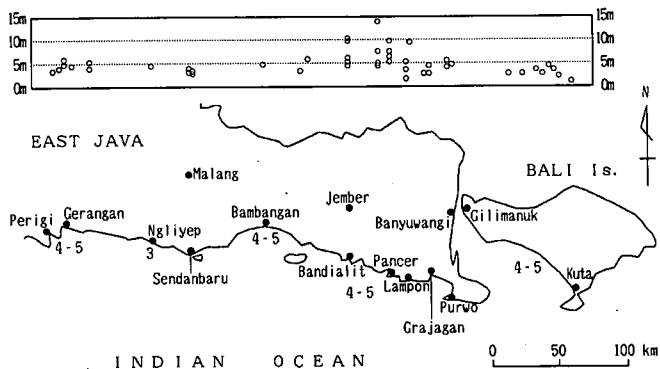 15m 15m
10m 10m
5m 5m
0m 0m
N
EAST JAVA
BALI Is.
Malang
Jember
Perigi Gerangan Ngliyep Bambangan Banyuwangi Gilimanuk
4-5 3 4-5 4-5
Sendanbaru Bandialit Pancer Kuta
4-5 Lampon Purwo
Grajagan
INDIAN OCEAN
0 50 100 km